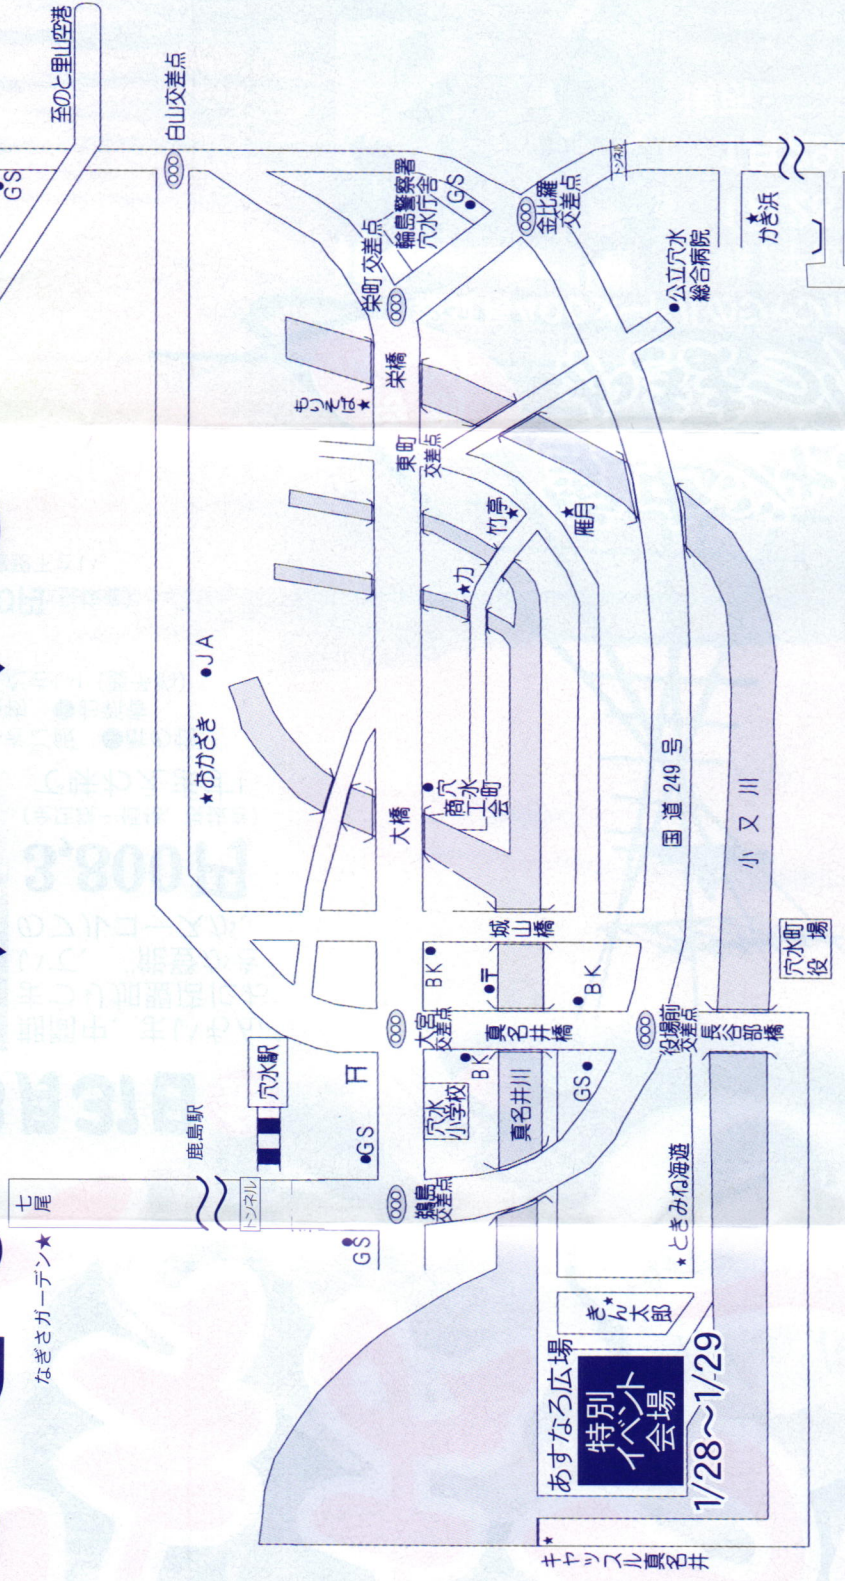 七尾
なぎさガーデン★
鹿島駅
トンネル
穴水駅
GS
GS
鵜島
交差点
大宮
交差点
BK
穴水
小学校
真名井川
真名井橋
GS
BK
〒
BK
城山橋
役場前
交差点
長谷部橋
穴水町
役場
★ときみね海遊
きん★
太郎
あすなろ広場
特別
イベント
会場
1/28～1/29
★
キャッスル真名井
★おかざき
●JA
大橋
穴水町
商工会
国道249号
小又川
★力
竹亭★
★雁月
東町
交差点
もりそば★
栄橋
栄町交差点
輪島警察署
穴水庁舎
GS
金比羅
交差点
トンネル
●公立穴水
総合病院
★かき浜
白山交差点
至のと里山空港
GS
3,800円